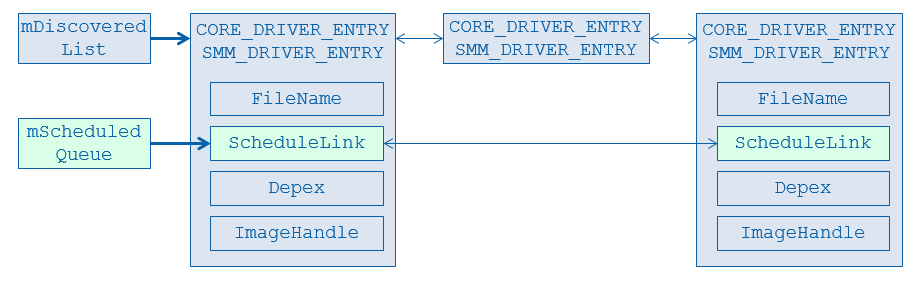 mDiscovered
List
CORE_DRIVER_ENTRY
SMM_DRIVER_ENTRY
CORE_DRIVER_ENTRY
SMM_DRIVER_ENTRY
CORE_DRIVER_ENTRY
SMM_DRIVER_ENTRY
FileName
FileName
mScheduled
Queue
ScheduleLink
ScheduleLink
Depex
Depex
ImageHandle
ImageHandle